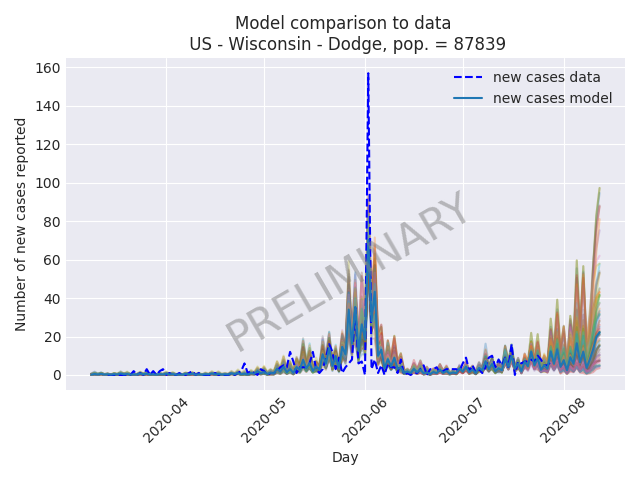 Model comparison to data
US - Wisconsin - Dodge, pop. = 87839
new cases data
new cases model
PRELIMINARY
Number of new cases reported
160
140
120
100
80
60
40
20
0
2020-04
2020-05
2020-06
2020-07
2020-08
Day